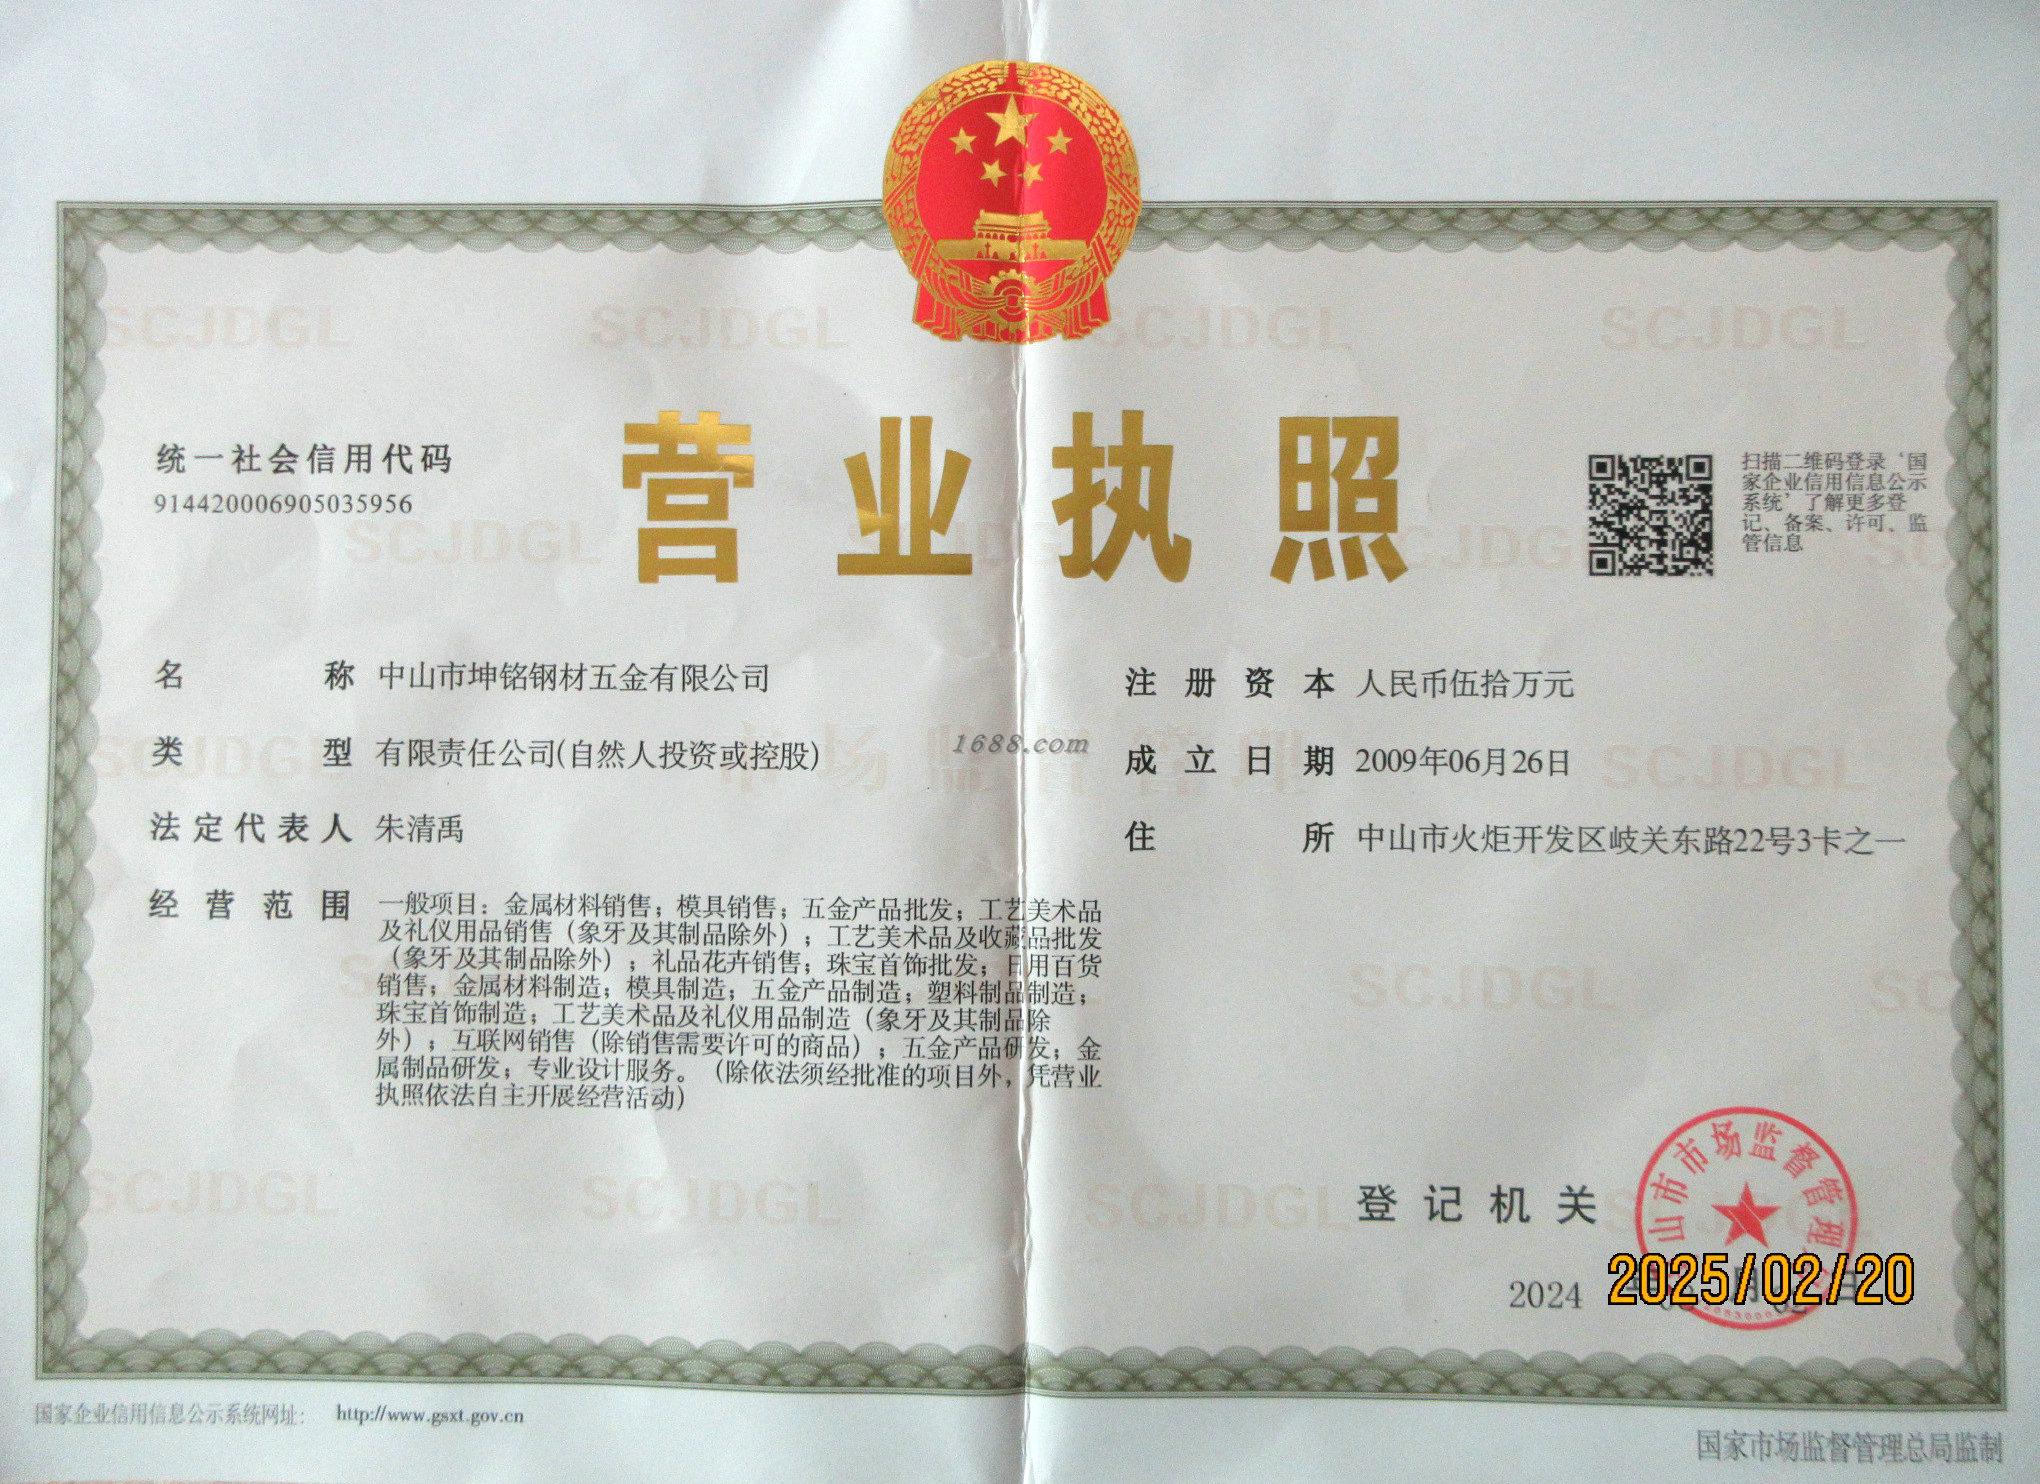 营业执照
统一社会信用代码
914420006905035956
扫描二维码登录‘国
家企业信用信息公示
系统’了解更多登
记、备案、许可、监
管信息
名称 中山市坤铭钢材五金有限公司
类型 有限责任公司(自然人投资或控股)
法定代表人 朱清禹
经营范围 一般项目：金属材料销售；模具销售；五金产品批发；工艺美术品
及礼仪用品销售（象牙及其制品除外）；工艺美术品及收藏品批发
（象牙及其制品除外）；礼品花卉销售；珠宝首饰批发；日用百货
销售；金属材料制造；模具制造；五金产品制造；塑料制品制造；
珠宝首饰制造；工艺美术品及礼仪用品制造（象牙及其制品除
外）；互联网销售（除销售需要许可的商品）；五金产品研发；金
属制品研发；专业设计服务。（除依法须经批准的项目外，凭营业
执照依法自主开展经营活动）
注册资本 人民币伍拾万元
成立日期 2009年06月26日
住所 中山市火炬开发区岐关东路22号3卡之一
1688.com
登记机关
山市市场监督管理
2024年 月 日
2025/02/20
国家企业信用信息公示系统网址： http://www.gsxt.gov.cn
国家市场监督管理总局监制
SCJDGL